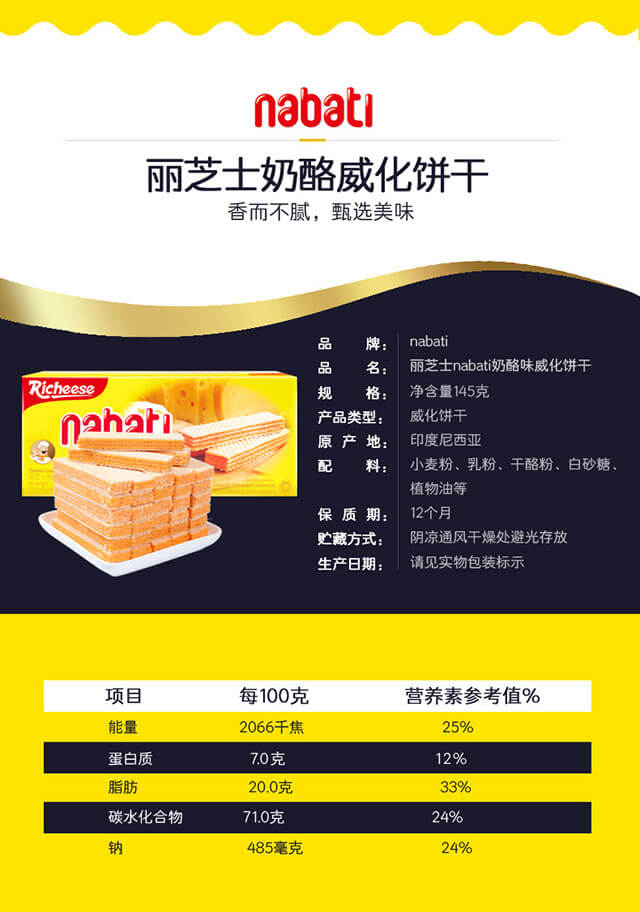 nabati
丽芝士奶酪威化饼干
香而不腻，甄选美味
品 牌： nabati
品 名： 丽芝士nabati奶酪味威化饼干
规 格： 净含量145克
产品类型： 威化饼干
原 产 地： 印度尼西亚
配 料： 小麦粉、乳粉、干酪粉、白砂糖、
植物油等
保 质 期： 12个月
贮藏方式： 阴凉通风干燥处避光存放
生产日期： 请见实物包装标示
Richeese
nabati
项目 每100克 营养素参考值%
能量 2066千焦 25%
蛋白质 7.0克 12%
脂肪 20.0克 33%
碳水化合物 71.0克 24%
钠 485毫克 24%